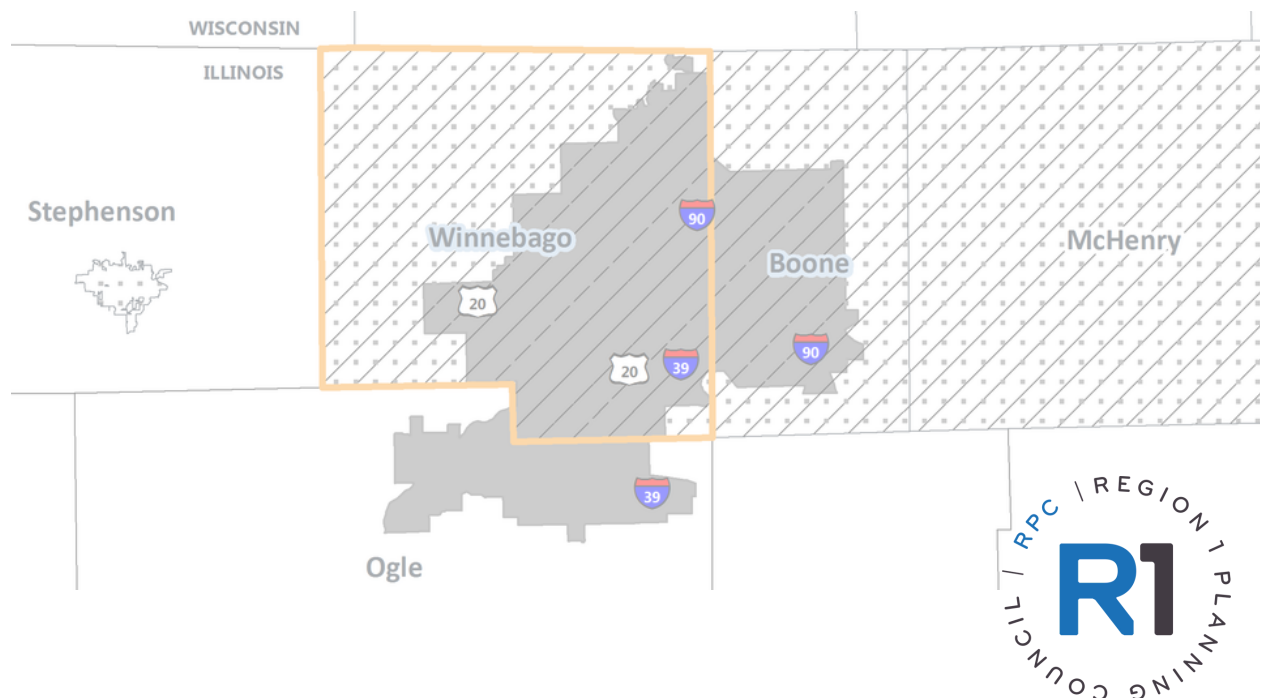 WISCONSIN
ILLINOIS
Stephenson
Winnebago
90
McHenry
Boone
20
90
20
39
39
Ogle
RPC | REGION 1 PLANNING COUNCIL /
R1